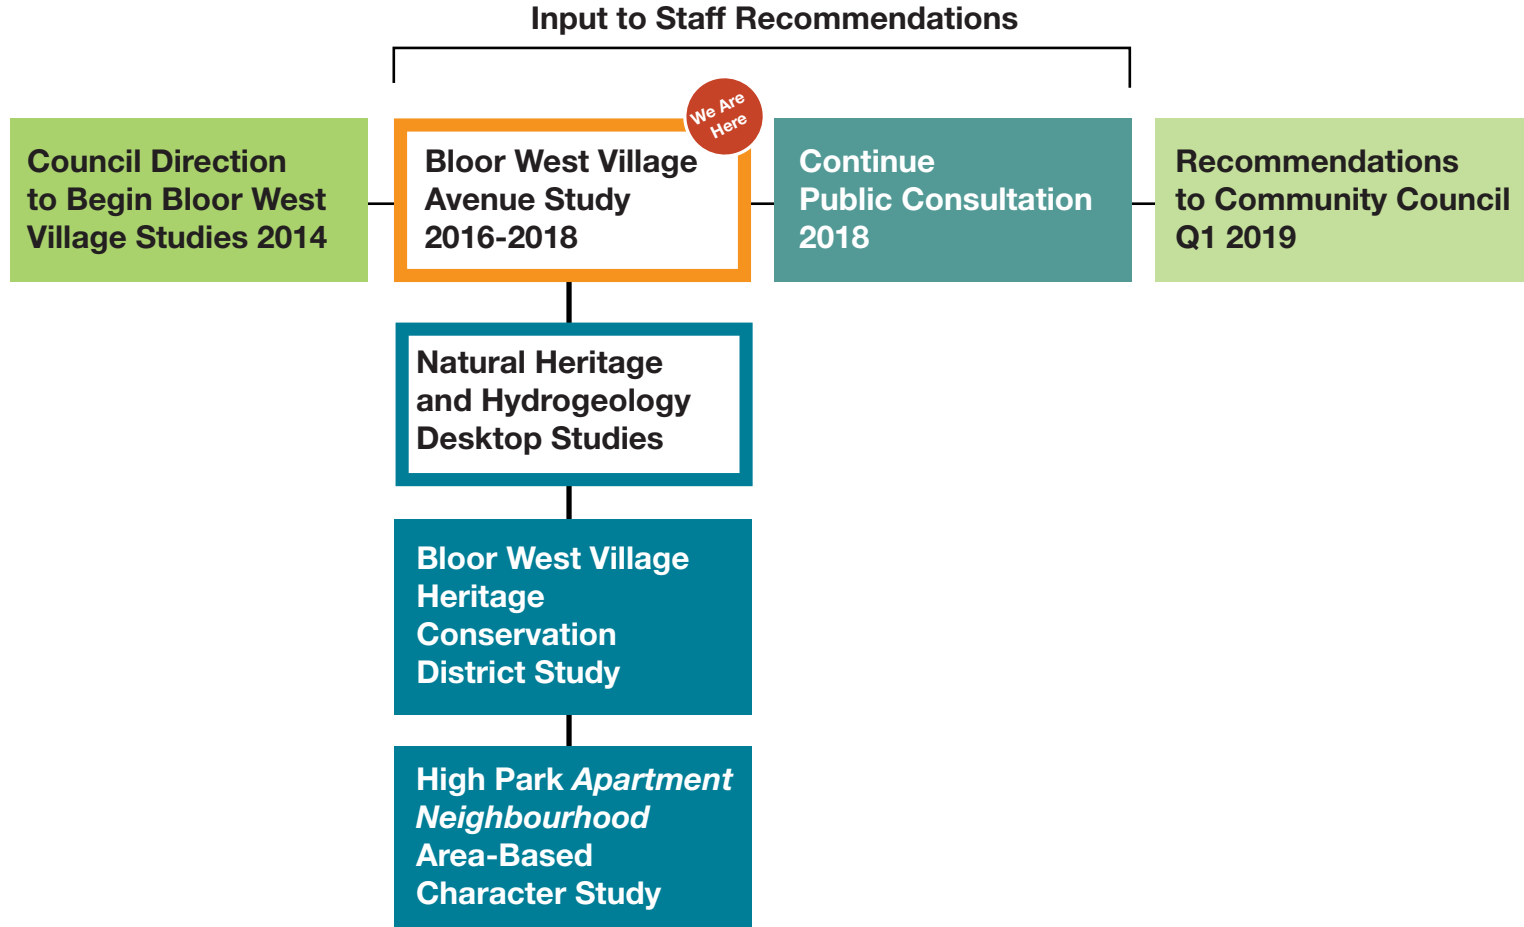 Input to Staff Recommendations
We Are
Here
Council Direction
to Begin Bloor West
Village Studies 2014
Bloor West Village
Avenue Study
2016-2018
Continue
Public Consultation
2018
Recommendations
to Community Council
Q1 2019
Natural Heritage
and Hydrogeology
Desktop Studies
Bloor West Village
Heritage
Conservation
District Study
High Park Apartment
Neighbourhood
Area-Based
Character Study